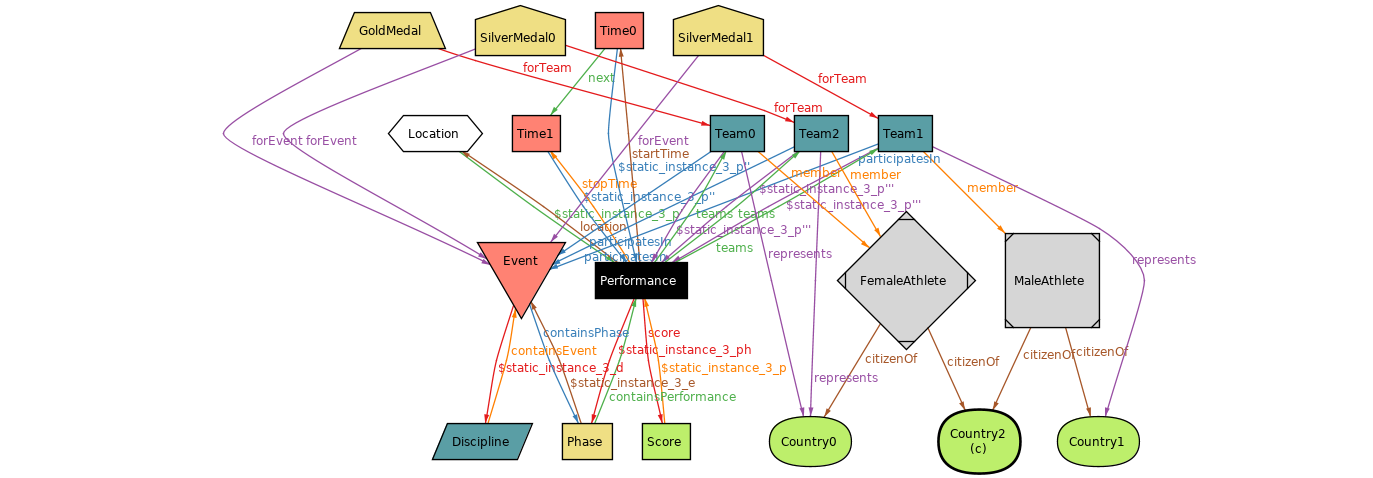 GoldMedal
SilverMedal0
Time0
SilverMedal1
forTeam
next
forTeam
forTeam
Location
Time1
Team0
Team2
Team1
forEvent
forEvent
forEvent
startTime
$static_instance_3_p''
participatesIn
member
member
stopTime
$static_instance_3_p''
$static_instance_3_p'''
member
$static_instance_3_p'''
$static_instance_3_p
teams
teams
location
$static_instance_3_p'''
participatesIn
teams
participatesIn
represents
represents
Event
Performance
FemaleAthlete
MaleAthlete
containsPhase
score
containsEvent
$static_instance_3_ph
citizenOf
citizenOf
citizenOf
citizenOf
$static_instance_3_d
$static_instance_3_p
$static_instance_3_e
represents
containsPerformance
Discipline
Phase
Score
Country0
Country2
(c)
Country1